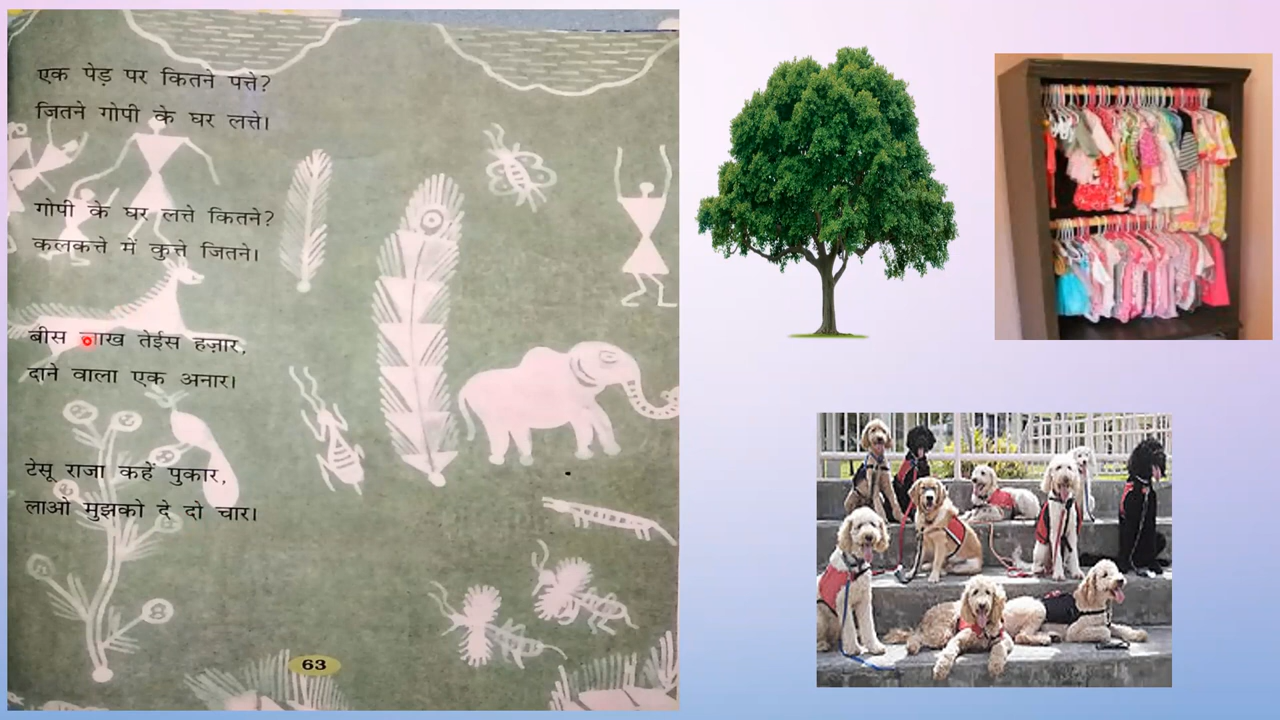 एक पेड़ पर कितने पत्ते?
जितने गोपी के घर लत्ते।
गोपी के घर लत्ते कितने?
कलकत्ते में कुत्ते जितने।
बीस लाख तेईस हज़ार,
दाने वाला एक अनार।
टेसू राजा कहें पुकार,
लाओ मुझको दे दो चार।
63